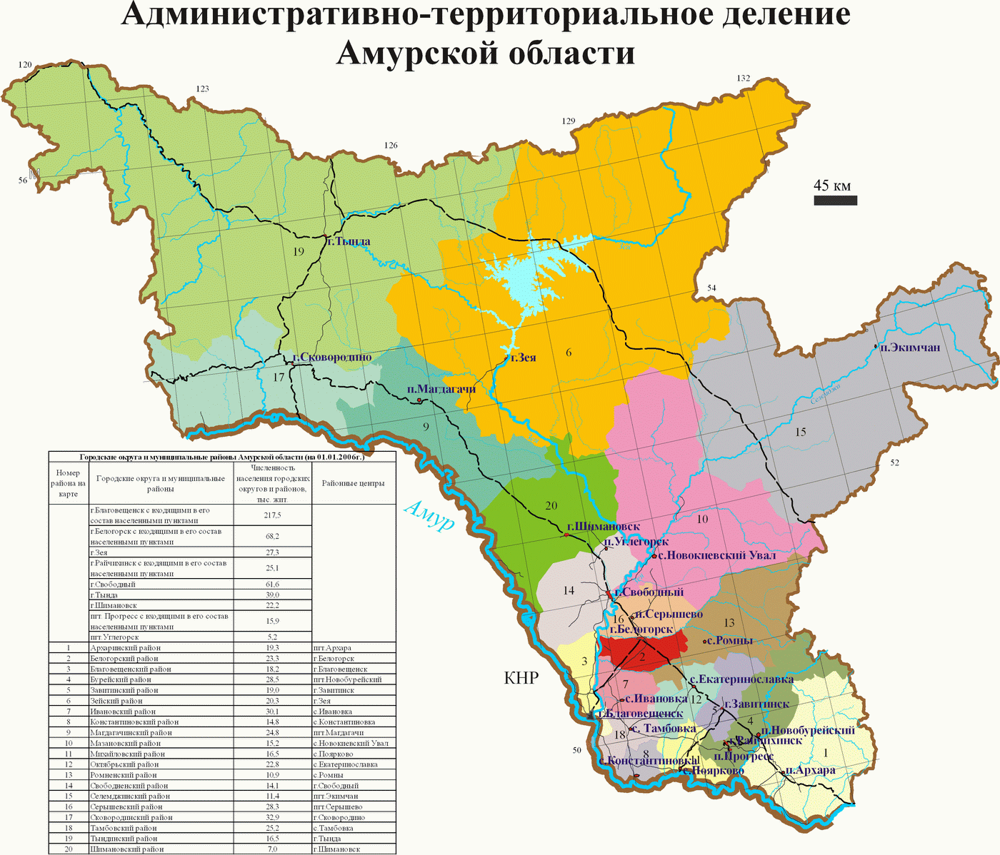 Административно-территориальное деление
Амурской области
120
123
126
129
132
56
М
54
52
50
45 км
19
г.Тында
г.Сковородино
17
п.Магдагачи
9
г.Зея
6
Зея
п.Экимчан
Селемджа
15
10
20
г.Шимановск
п.Углегорск
с.Новокиевский Увал
14
г.Свободный
16
п.Серышево
г.Белогорск
13
с.Ромны
3
2
КНР
Амур
7
с.Екатеринославка
с.Ивановка
12
г.Завитинск
5
г.Благовещенск
4
с. Тамбовка
18
п.Новобурейский
г.Райчихинск
8
с.Константиновка
11
п.Прогресс
1
с.Поярково
п.Архара
Городские округа и муниципальные районы Амурской области (на 01.01.2006г.)
Номер района на карте | Городские округа и муниципальные районы | Численность населения городских округов и районов, тыс. жит. | Районные центры
г.Благовещенск с входящими в его состав населенными пунктами 217,5
г.Белогорск с входящими в его состав населенными пунктами 68,2
г.Зея 27,3
г.Райчихинск с входящими в его состав населенными пунктами 25,1
г.Свободный 61,6
г.Тында 39,0
г.Шимановск 22,2
пгт. Прогресс с входящими в его состав населенными пунктами 15,9
пгт.Углегорск 5,2
1 Архаринский район 19,3 пгт.Архара
2 Белогорский район 23,3 г.Белогорск
3 Благовещенский район 18,2 г.Благовещенск
4 Бурейский район 28,5 пгт.Новобурейский
5 Завитинский район 19,0 г.Завитинск
6 Зейский район 20,3 г.Зея
7 Ивановский район 30,1 с.Ивановка
8 Константиновский район 14,8 с.Константиновка
9 Магдагачинский район 24,8 пгт.Магдагачи
10 Мазановский район 15,2 с.Новокиевский Увал
11 Михайловский район 16,5 с.Поярково
12 Октябрьский район 22,8 с.Екатеринославка
13 Ромненский район 10,9 с.Ромны
14 Свободненский район 14,1 г.Свободный
15 Селемджинский район 11,4 пгт.Экимчан
16 Серышевский район 28,3 пгт.Серышево
17 Сковородинский район 32,9 г.Сковородино
18 Тамбовский район 25,2 с.Тамбовка
19 Тындинский район 16,5 г.Тында
20 Шимановский район 7,0 г.Шимановск